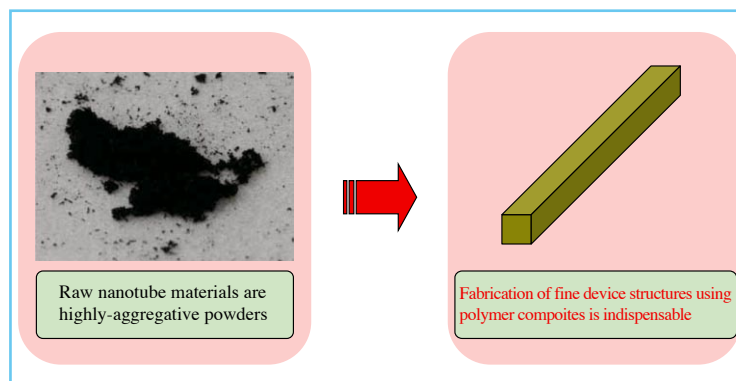 Raw nanotube materials are
highly-aggregative powders
Fabrication of fine device structures using
polymer compoites is indispensable